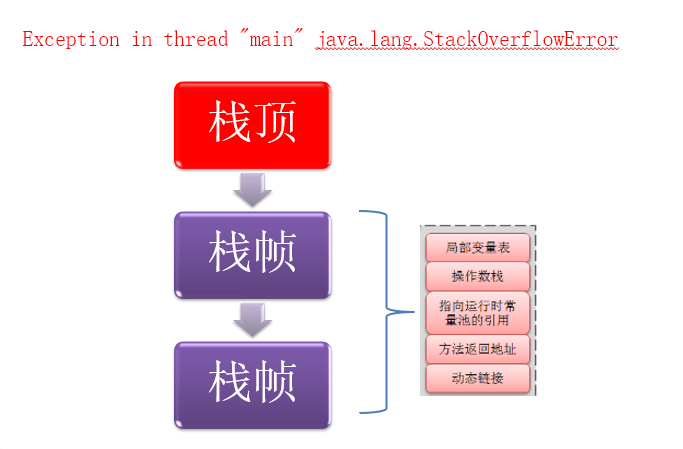 Exception in thread "main" java.lang.StackOverflowError
栈顶
栈帧
栈帧
局部变量表
操作数栈
指向运行时常
量池的引用
方法返回地址
动态链接